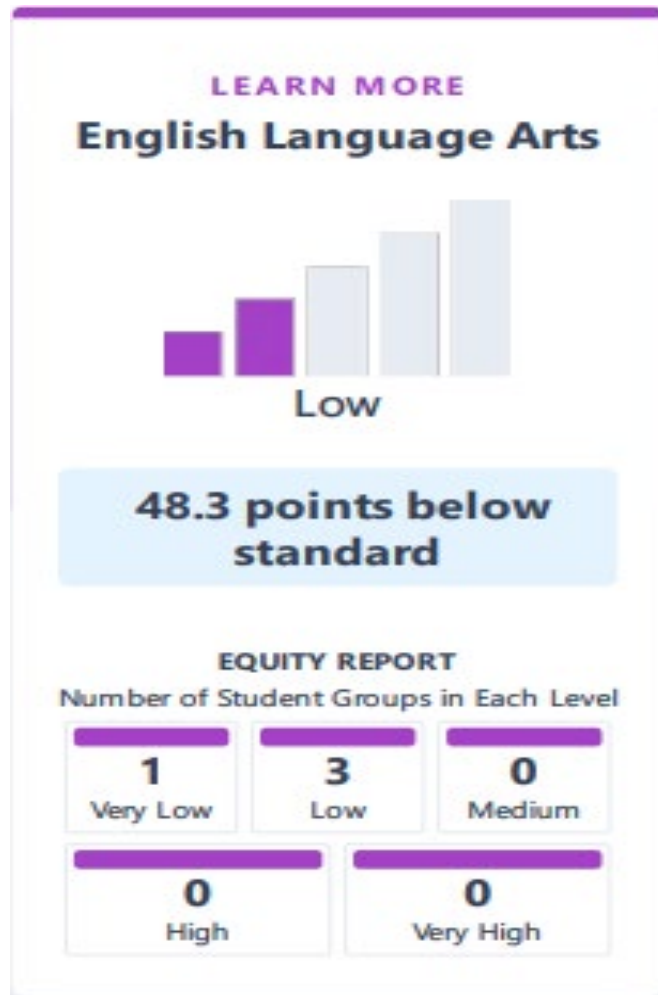 LEARN MORE
English Language Arts
Low
48.3 points below
standard
EQUITY REPORT
Number of Student Groups in Each Level
1
Very Low
3
Low
0
Medium
0
High
0
Very High